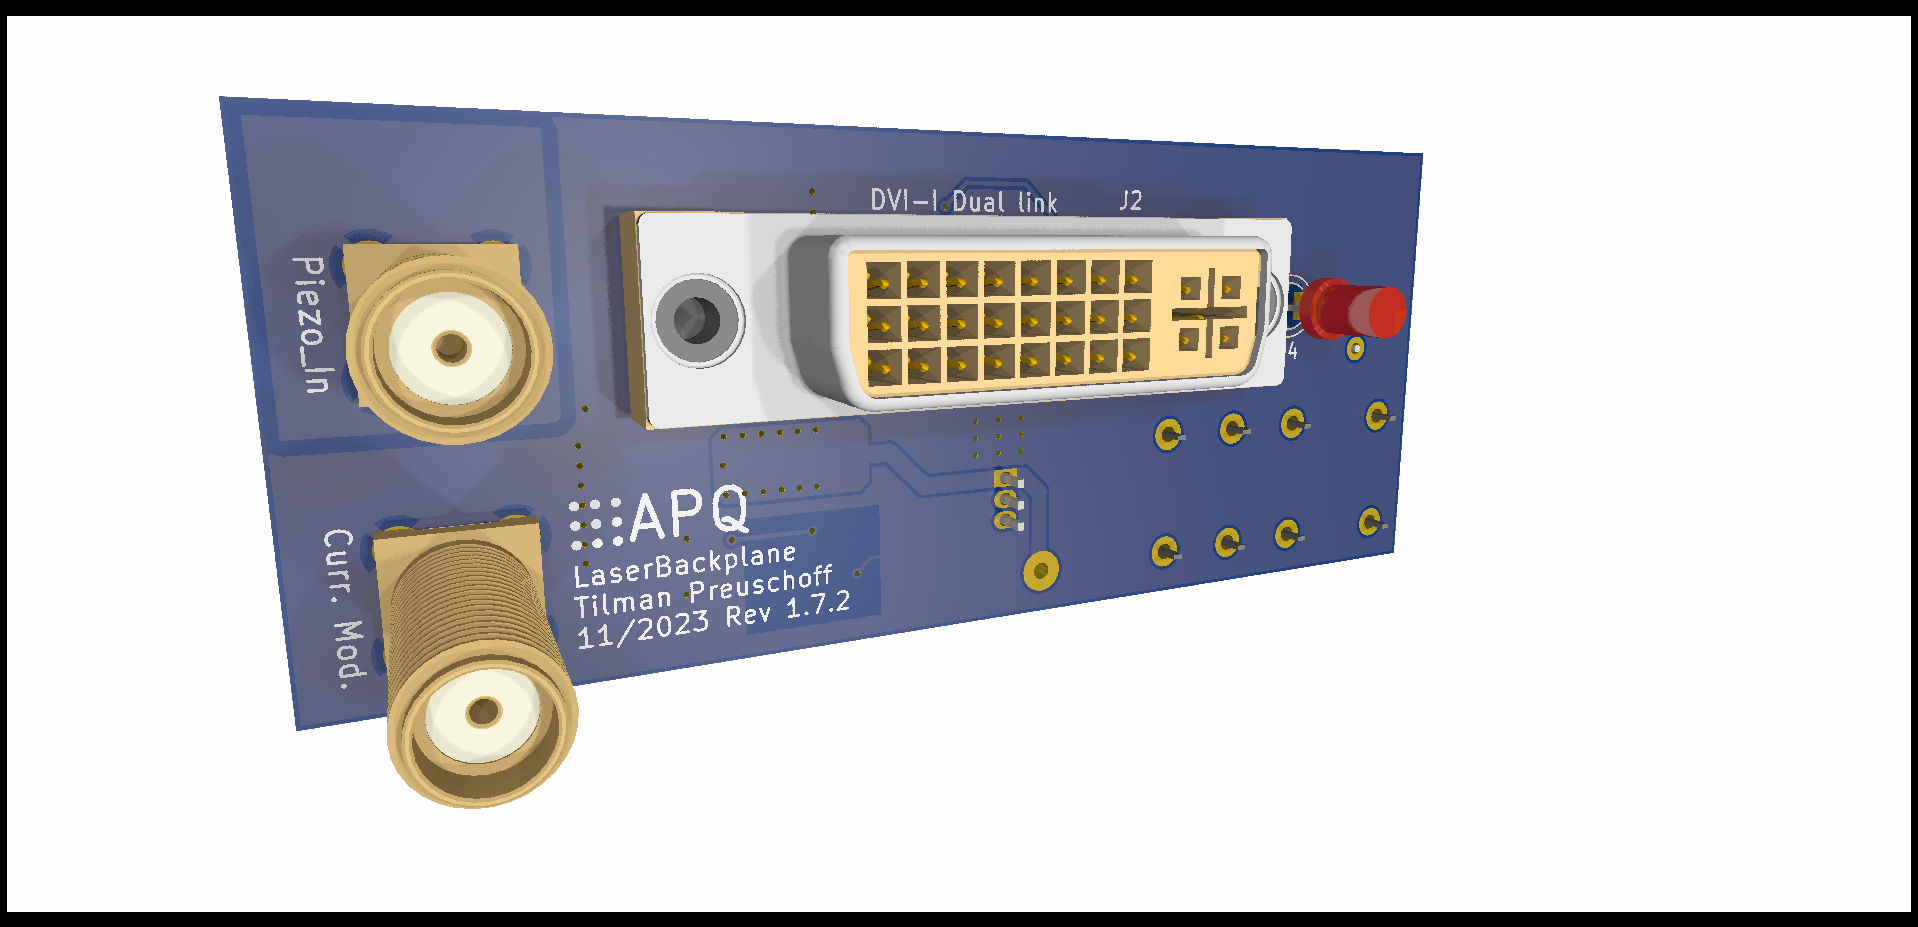 DVI-I Dual link J2
Piezo_In
4
APQ
LaserBackplane
Tilman Preuschoff
11/2023 Rev 1.7.2
Curr. Mod.